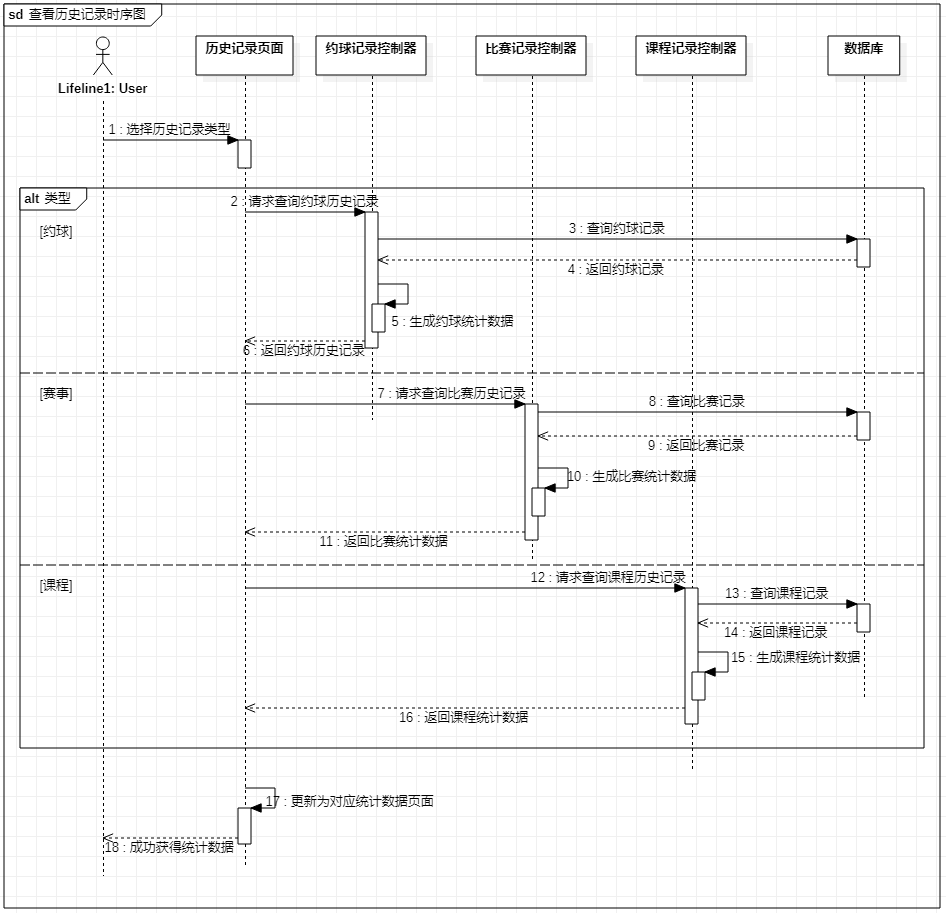 sd 查看历史记录时序图
历史记录页面
约球记录控制器
比赛记录控制器
课程记录控制器
数据库
Lifeline1: User
1 : 选择历史记录类型
alt 类型
2 : 请求查询约球历史记录
[约球]
3 : 查询约球记录
4 : 返回约球记录
5 : 生成约球统计数据
6 : 返回约球历史记录
[赛事]
7 : 请求查询比赛历史记录
8 : 查询比赛记录
9 : 返回比赛记录
10 : 生成比赛统计数据
11 : 返回比赛统计数据
[课程]
12 : 请求查询课程历史记录
13 : 查询课程记录
14 : 返回课程记录
15 : 生成课程统计数据
16 : 返回课程统计数据
17 : 更新为对应统计数据页面
18 : 成功获得统计数据